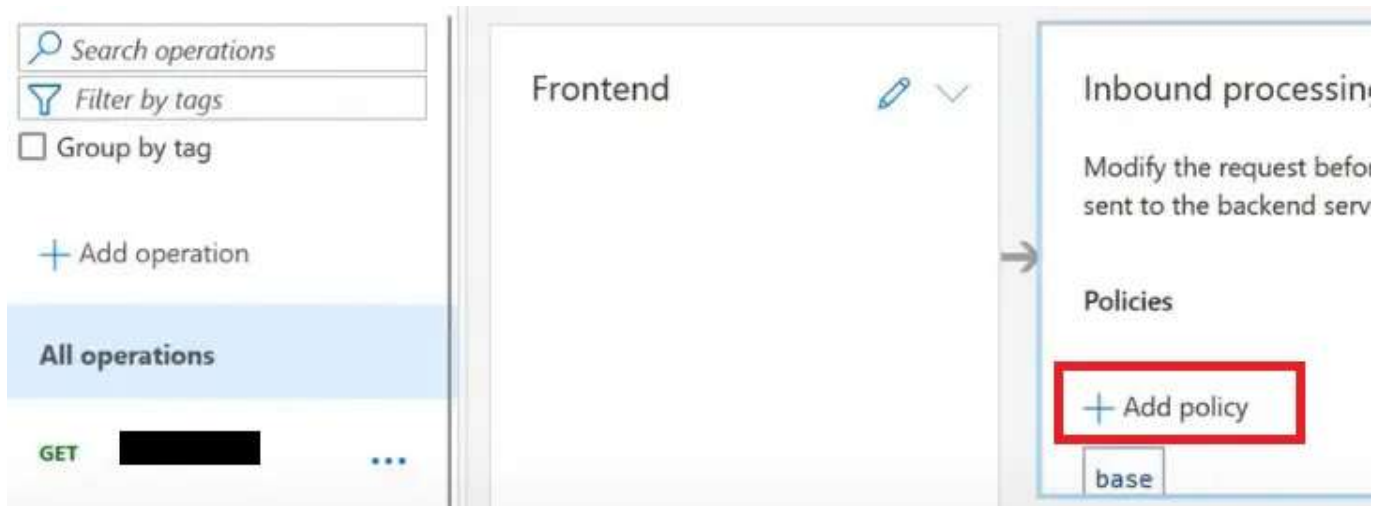 Search operations
Filter by tags
Group by tag
Add operation
All operations
GET
Frontend
Inbound processing
Modify the request befo
sent to the backend serv
Policies
Add policy
base